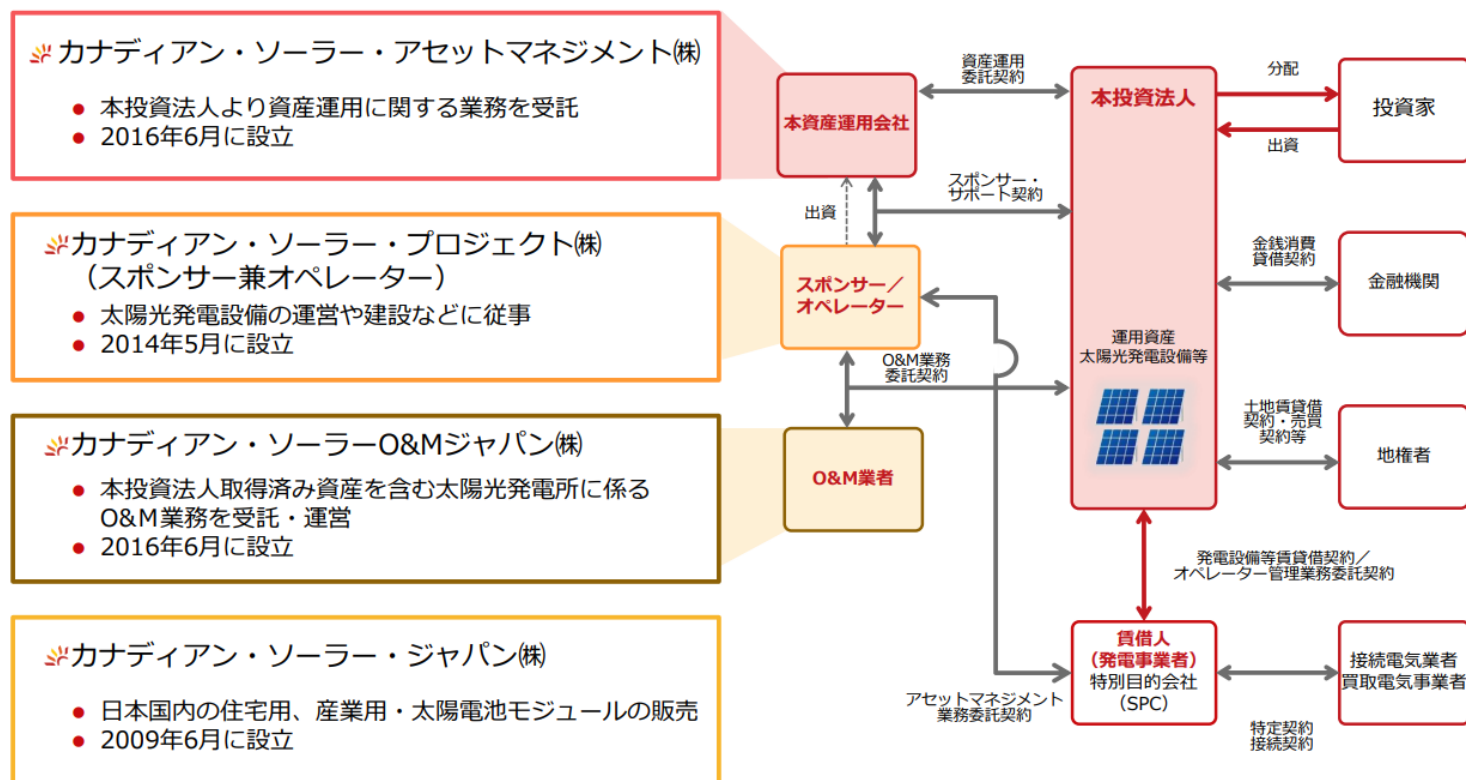 カナディアン・ソーラー・アセットマネジメント㈱
● 本投資法人より資産運用に関する業務を受託
● 2016年6月に設立
カナディアン・ソーラー・プロジェクト㈱
（スポンサー兼オペレーター）
● 太陽光発電設備の運営や建設などに従事
● 2014年5月に設立
カナディアン・ソーラーO&Mジャパン㈱
● 本投資法人取得済み資産を含む太陽光発電所に係る
O&M業務を受託・運営
● 2016年6月に設立
カナディアン・ソーラー・ジャパン㈱
● 日本国内の住宅用、産業用・太陽電池モジュールの販売
● 2009年6月に設立
本資産運用会社
資産運用
委託契約
出資
スポンサー・
サポート契約
スポンサー／
オペレーター
O&M業務
委託契約
O&M業者
アセットマネジメント
業務委託契約
本投資法人
運用資産
太陽光発電設備等
発電設備等賃貸借契約／
オペレーター管理業務委託契約
賃借人
（発電事業者）
特別目的会社
（SPC）
分配
出資
投資家
金銭消費
貸借契約
金融機関
土地賃貸借
契約・売買
契約等
地権者
接続電気業者
買取電気事業者
特定契約
接続契約